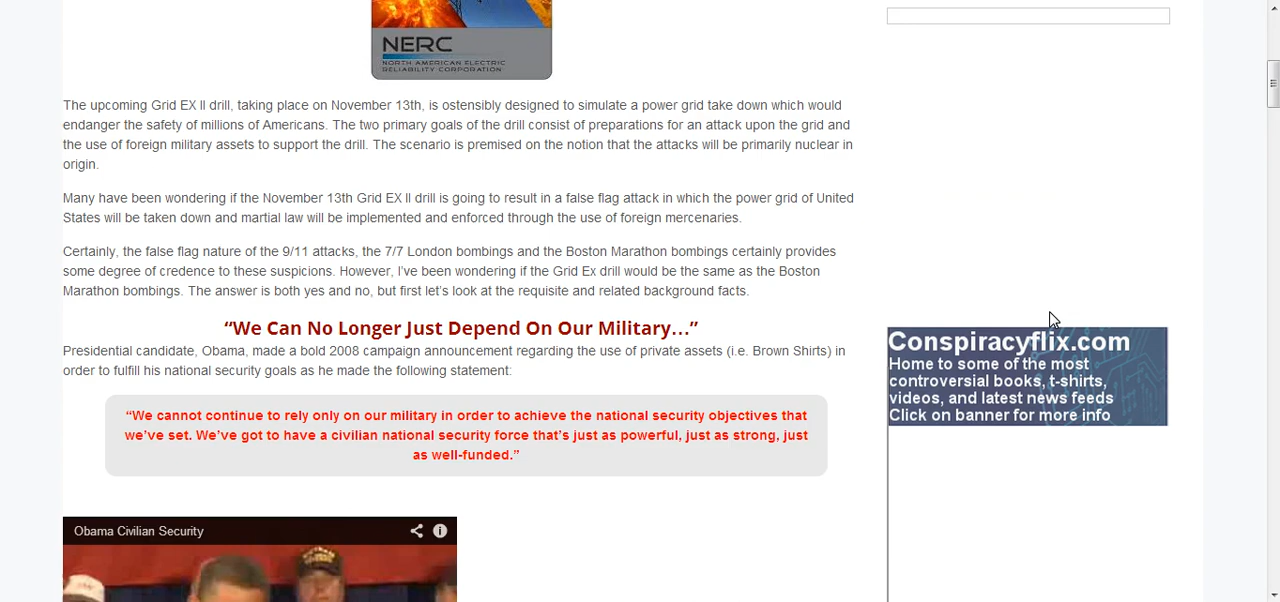 NERC
NORTH AMERICAN ELECTRIC
RELIABILITY CORPORATION
The upcoming Grid EX II drill, taking place on November 13th, is ostensibly designed to simulate a power grid take down which would
endanger the safety of millions of Americans. The two primary goals of the drill consist of preparations for an attack upon the grid and
the use of foreign military assets to support the drill. The scenario is premised on the notion that the attacks will be primarily nuclear in
origin.
Many have been wondering if the November 13th Grid EX II drill is going to result in a false flag attack in which the power grid of United
States will be taken down and martial law will be implemented and enforced through the use of foreign mercenaries.
Certainly, the false flag nature of the 9/11 attacks, the 7/7 London bombings and the Boston Marathon bombings certainly provides
some degree of credence to these suspicions. However, I’ve been wondering if the Grid Ex drill would be the same as the Boston
Marathon bombings. The answer is both yes and no, but first let’s look at the requisite and related background facts.
“We Can No Longer Just Depend On Our Military…”
Presidential candidate, Obama, made a bold 2008 campaign announcement regarding the use of private assets (i.e. Brown Shirts) in
order to fulfill his national security goals as he made the following statement:
“We cannot continue to rely only on our military in order to achieve the national security objectives that
we’ve set. We’ve got to have a civilian national security force that’s just as powerful, just as strong, just
as well-funded.”
Obama Civilian Security
Conspiracyflix.com
Home to some of the most
controversial books, t-shirts,
videos, and latest news feeds
Click on banner for more info